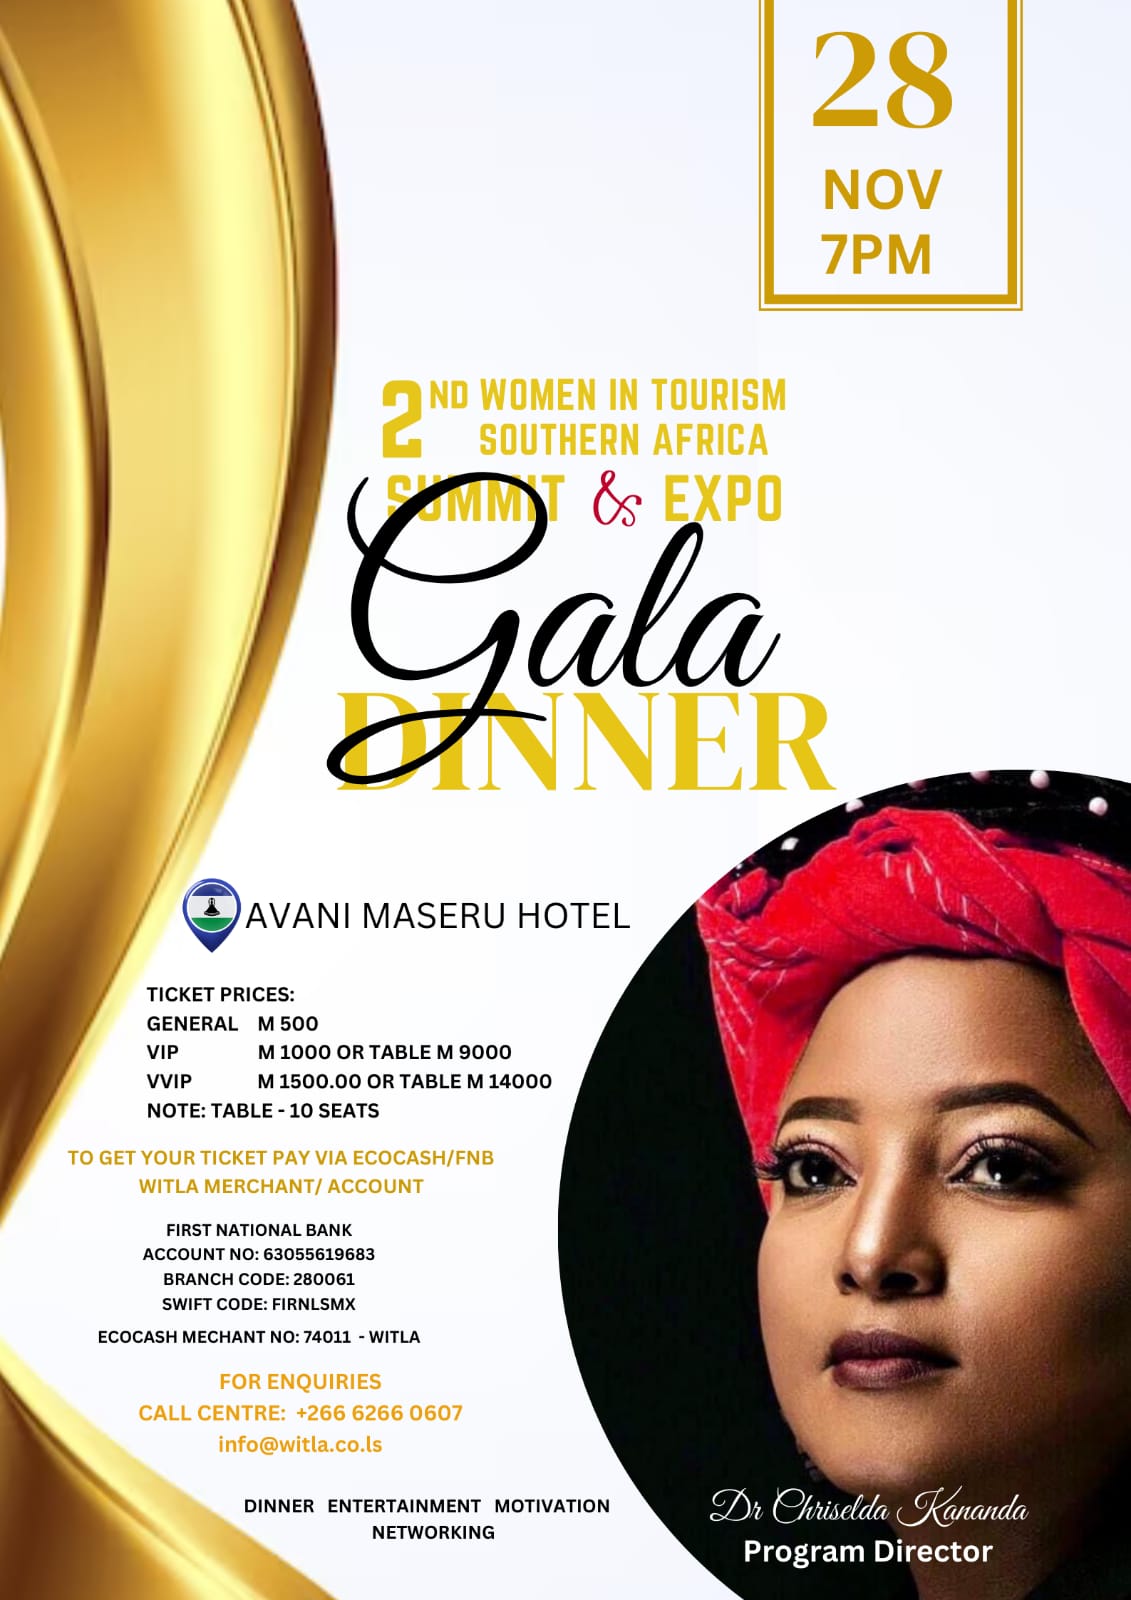 28
NOV
7PM
2ND WOMEN IN TOURISM
SOUTHERN AFRICA
SUMMIT & EXPO
Gala
DINNER
AVANI MASERU HOTEL
TICKET PRICES:
GENERAL M 500
VIP M 1000 OR TABLE M 9000
VVIP M 1500.00 OR TABLE M 14000
NOTE: TABLE - 10 SEATS
TO GET YOUR TICKET PAY VIA ECOCASH/FNB
WITLA MERCHANT/ ACCOUNT
FIRST NATIONAL BANK
ACCOUNT NO: 63055619683
BRANCH CODE: 280061
SWIFT CODE: FIRNLSMX
ECOCASH MECHANT NO: 74011 - WITLA
FOR ENQUIRIES
CALL CENTRE: +266 6266 0607
info@witla.co.ls
DINNER ENTERTAINMENT MOTIVATION
NETWORKING
Dr Chriselda Kananda
Program Director